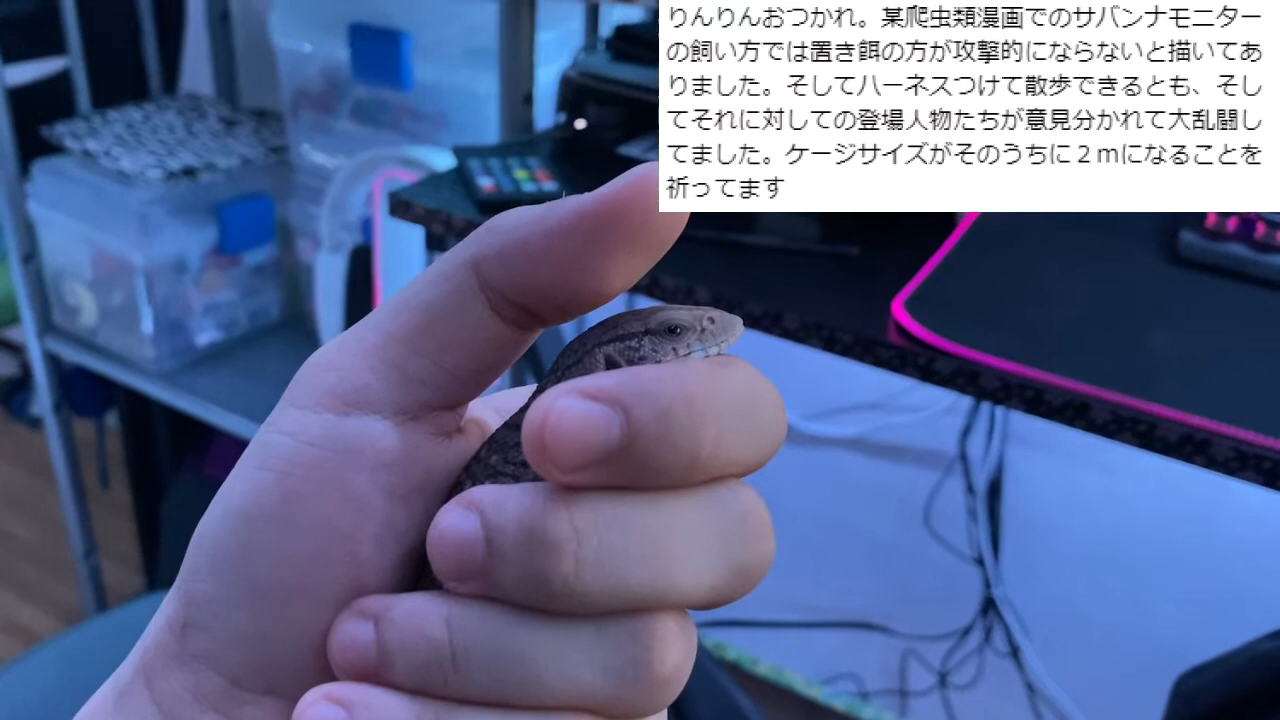 りんりんおつかれ。某爬虫類漫画でのサバンナモニター
の飼い方では置き餌の方が攻撃的にならないと描いてあ
りました。そしてハーネスつけて散歩できるとも、そし
てそれに対しての登場人物たちが意見分かれて大乱闘し
てました。ケージサイズがそのうちに２ｍになることを
祈ってます